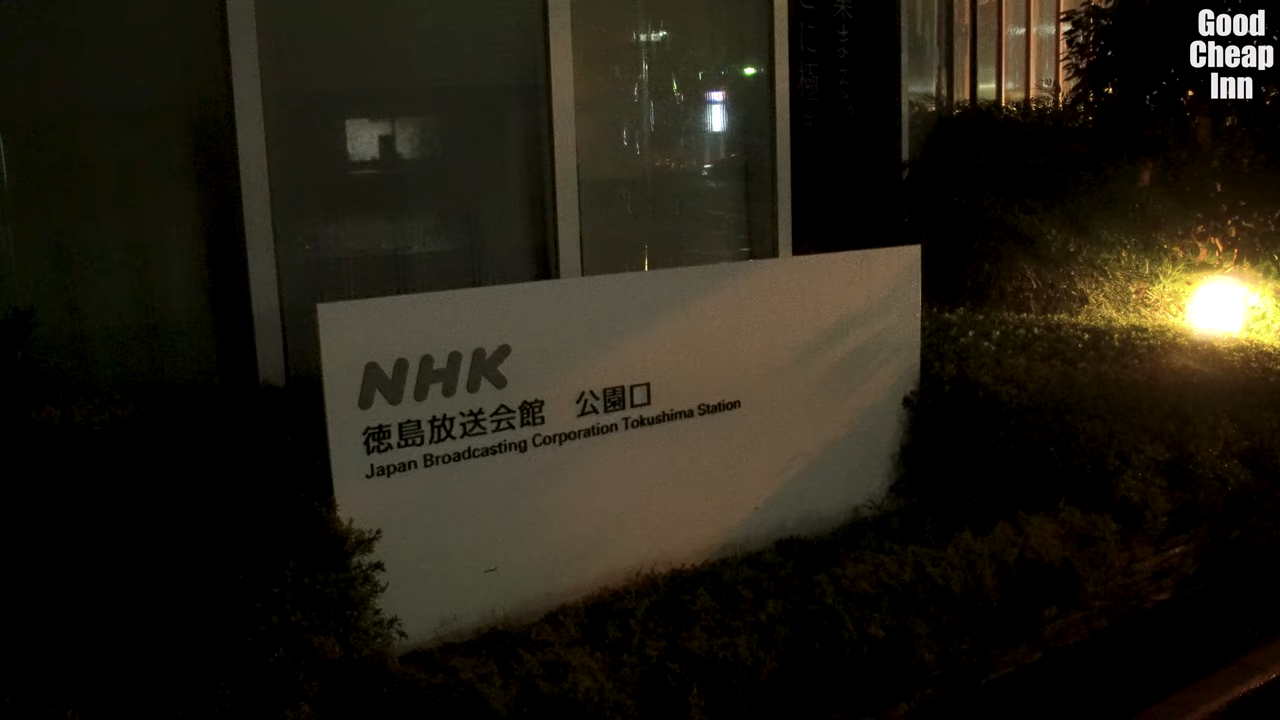 Good
Cheap
Inn
NHK
徳島放送会館　公園口
Japan Broadcasting Corporation Tokushima Station